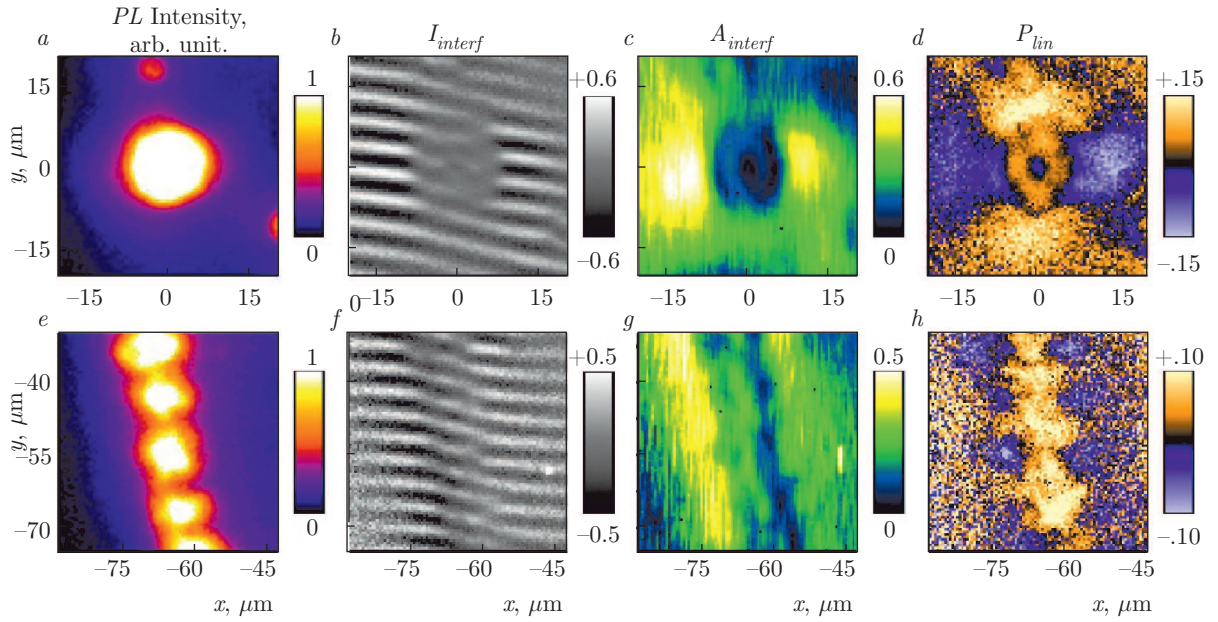 PL Intensity,
arb. unit.
I_interf
A_interf
P_lin
a
b
c
d
1
+0.6
0.6
+.15
15
0
−15
y, μm
0
−0.6
0
−.15
−15 0 15
0 −15 0 15
−15 0 15
−15 0 15
e
f
g
h
1
+0.5
0.5
+.10
−40
−55
−70
y, μm
0
−0.5
0
−.10
−75 −60 −45
−75 −60 −45
−75 −60 −45
−75 −60 −45
x, μm
x, μm
x, μm
x, μm